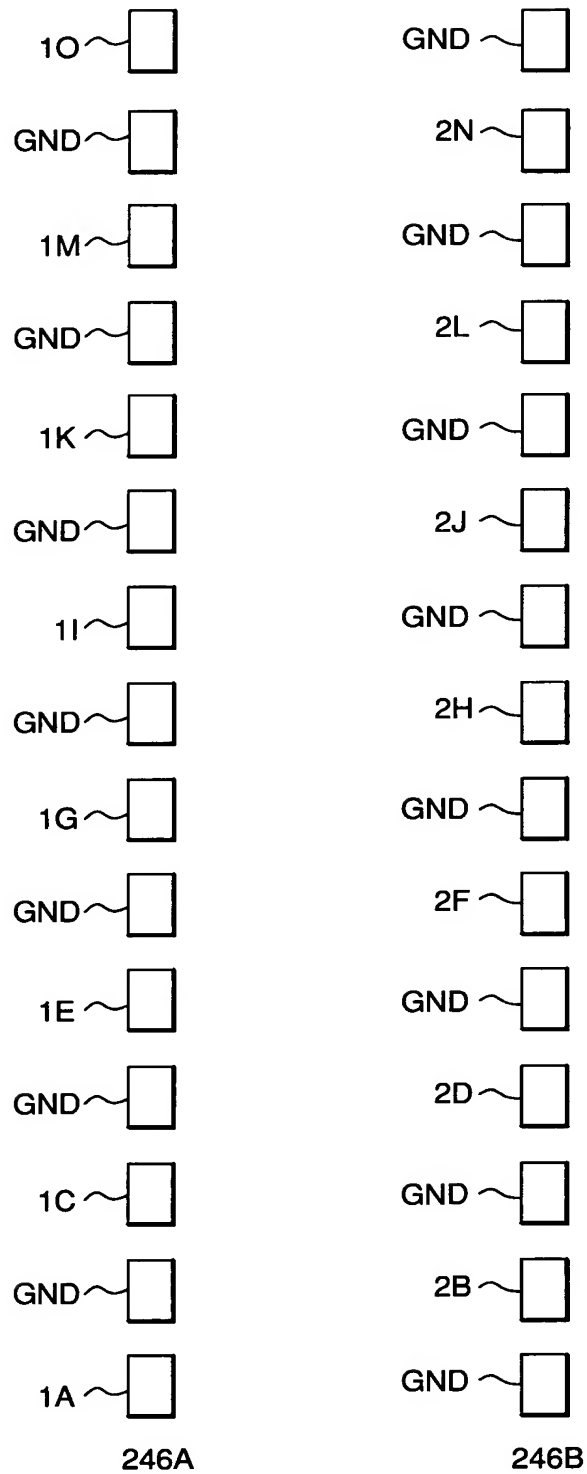 1O GND
GND 2N
1M GND
GND 2L
1K GND
GND 2J
1I GND
GND 2H
1G GND
GND 2F
1E GND
GND 2D
1C GND
GND 2B
1A GND
246A 246B